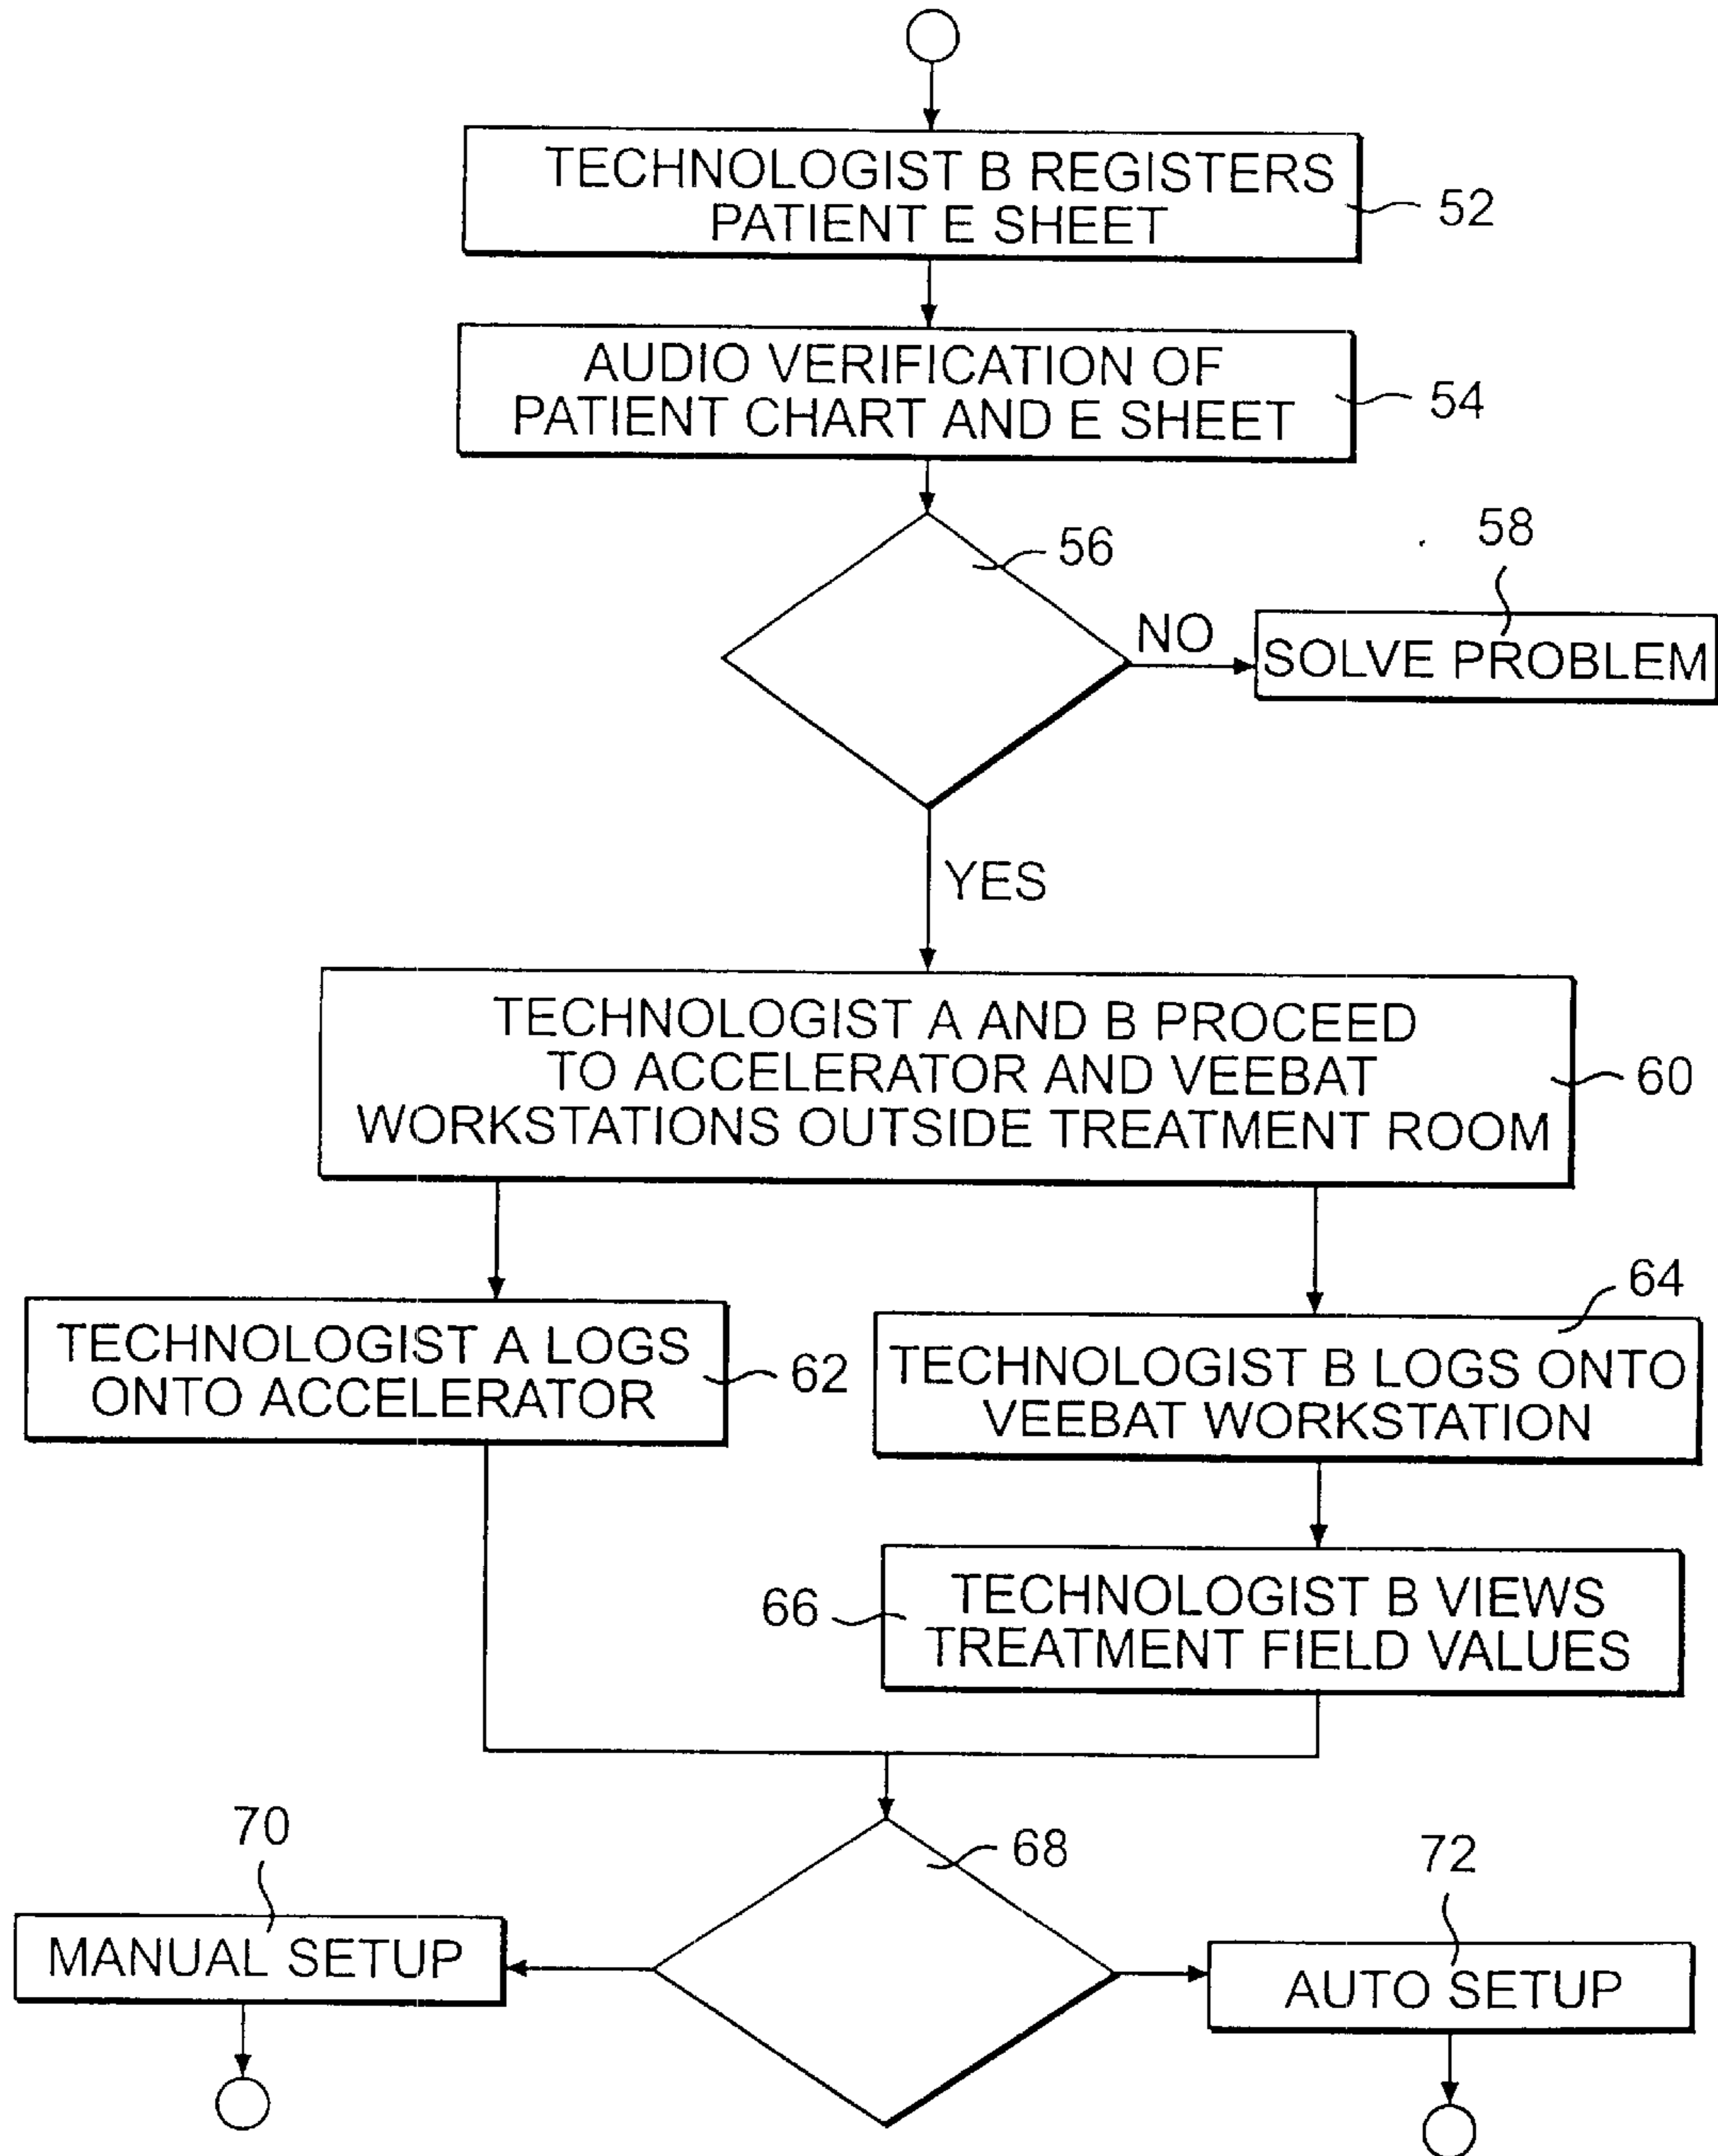 TECHNOLOGIST B REGISTERS
PATIENT E SHEET
52
AUDIO VERIFICATION OF
PATIENT CHART AND E SHEET
54
56
58
NO
SOLVE PROBLEM
YES
TECHNOLOGIST A AND B PROCEED
TO ACCELERATOR AND VEEBAT
WORKSTATIONS OUTSIDE TREATMENT ROOM
60
TECHNOLOGIST A LOGS
ONTO ACCELERATOR
62
64
TECHNOLOGIST B LOGS ONTO
VEEBAT WORKSTATION
66
TECHNOLOGIST B VIEWS
TREATMENT FIELD VALUES
68
70
MANUAL SETUP
72
AUTO SETUP